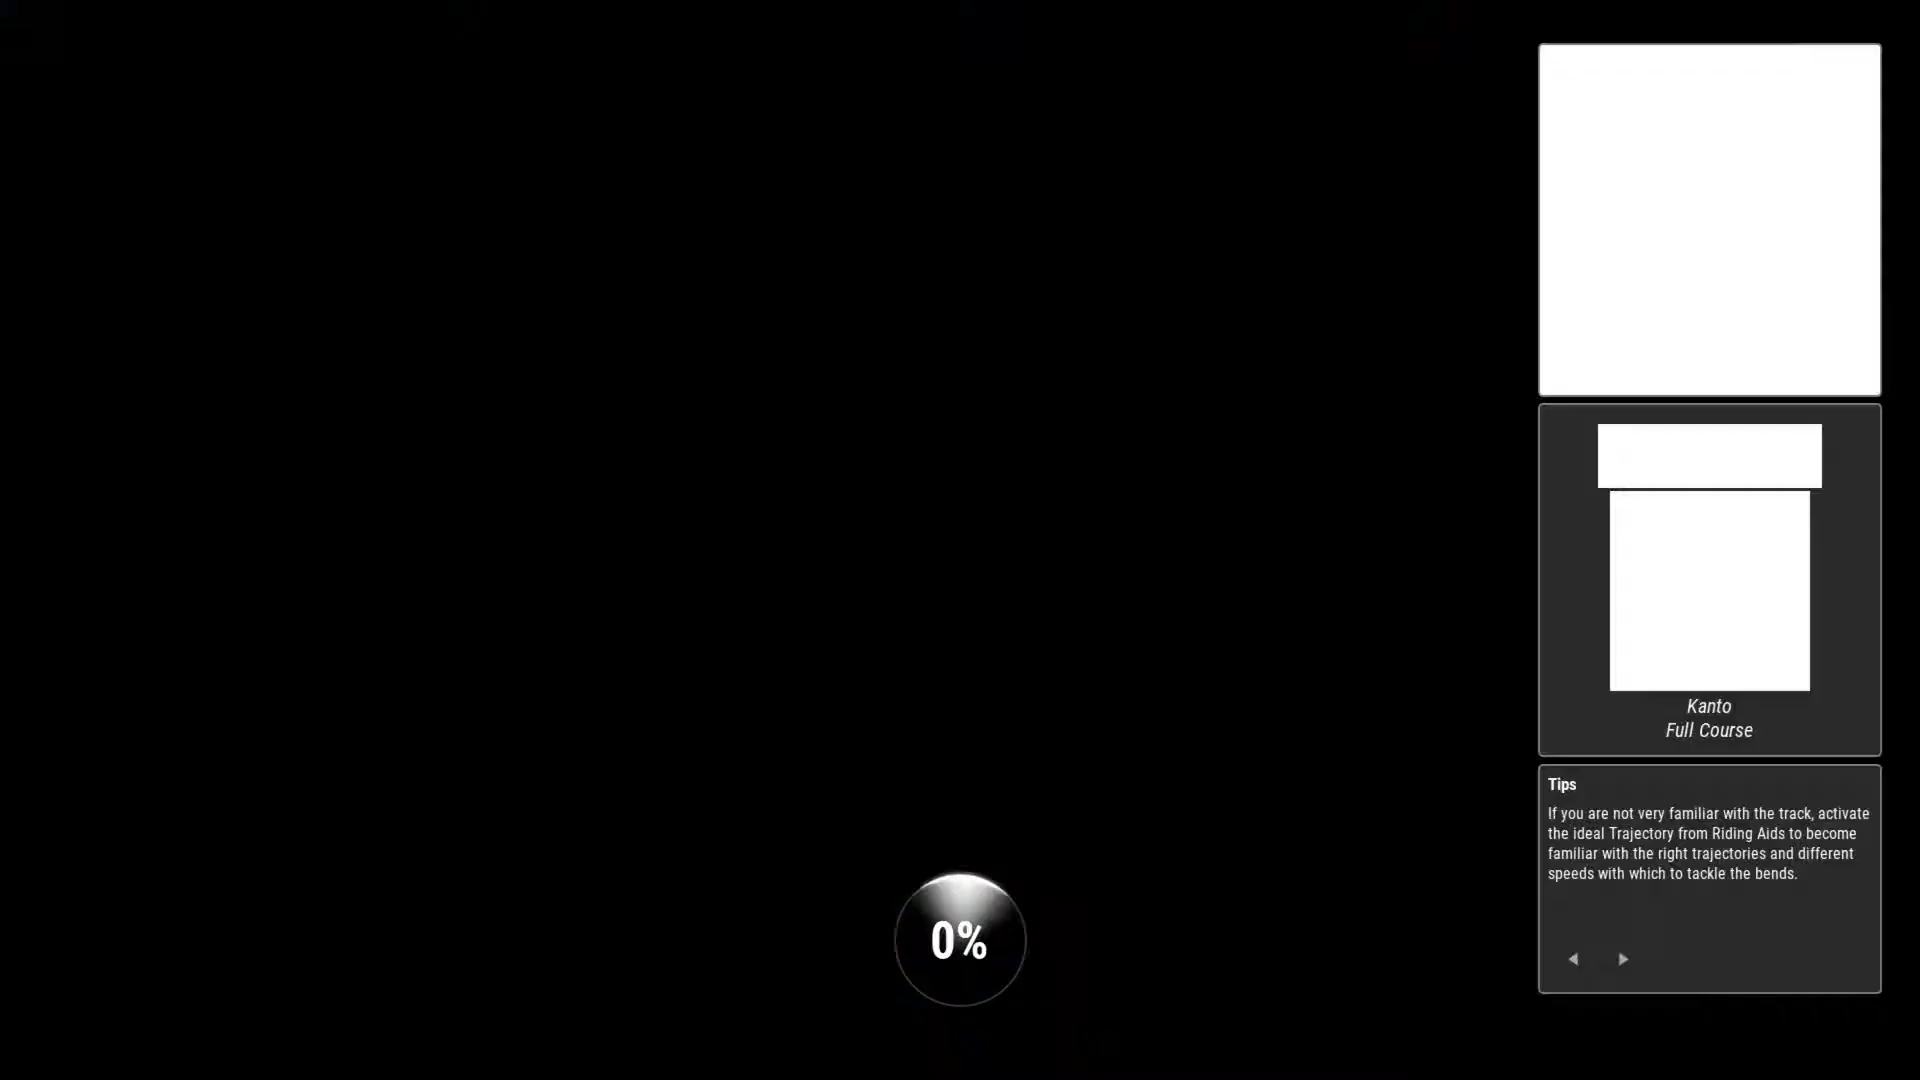 Kanto
Full Course
Tips
If you are not very familiar with the track, activate
the ideal Trajectory from Riding Aids to become
familiar with the right trajectories and different
speeds with which to tackle the bends.
0%